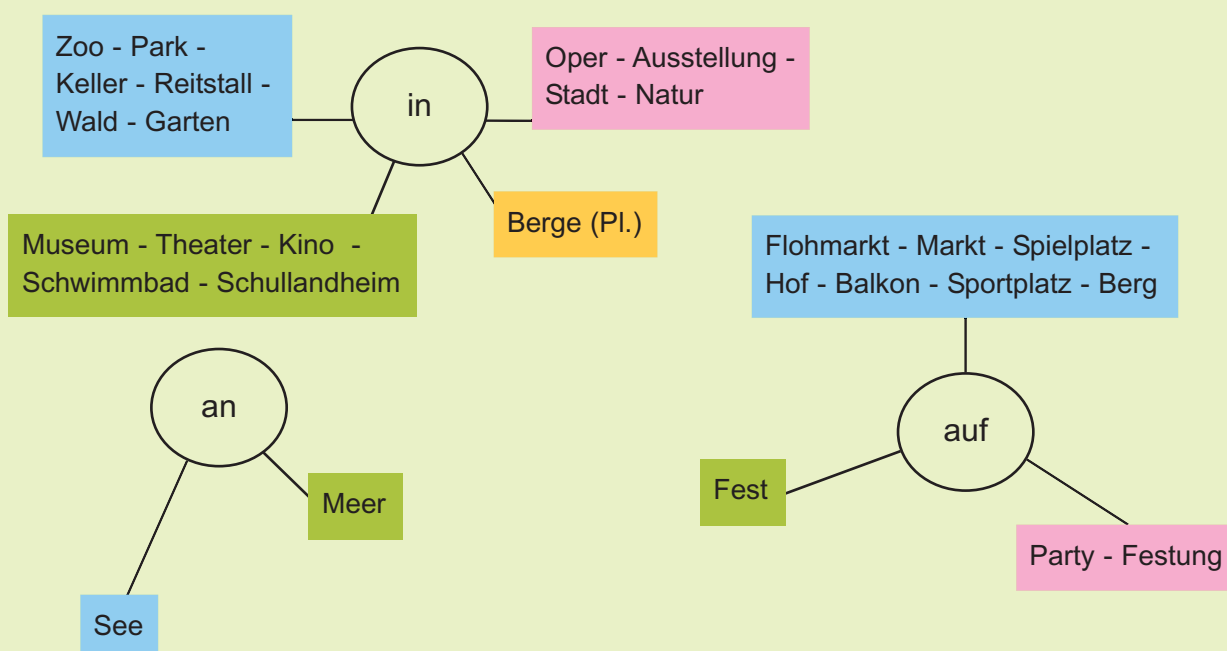 Zoo - Park -
Keller - Reitstall -
Wald - Garten
in
Oper - Ausstellung -
Stadt - Natur
Museum - Theater - Kino -
Schwimmbad - Schullandheim
Berge (Pl.)
an
Meer
See
Flohmarkt - Markt - Spielplatz -
Hof - Balkon - Sportplatz - Berg
auf
Fest
Party - Festung